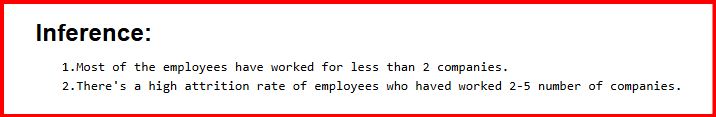 Inference:
1.Most of the employees have worked for less than 2 companies.
2.There's a high attrition rate of employees who haved worked 2-5 number of companies.